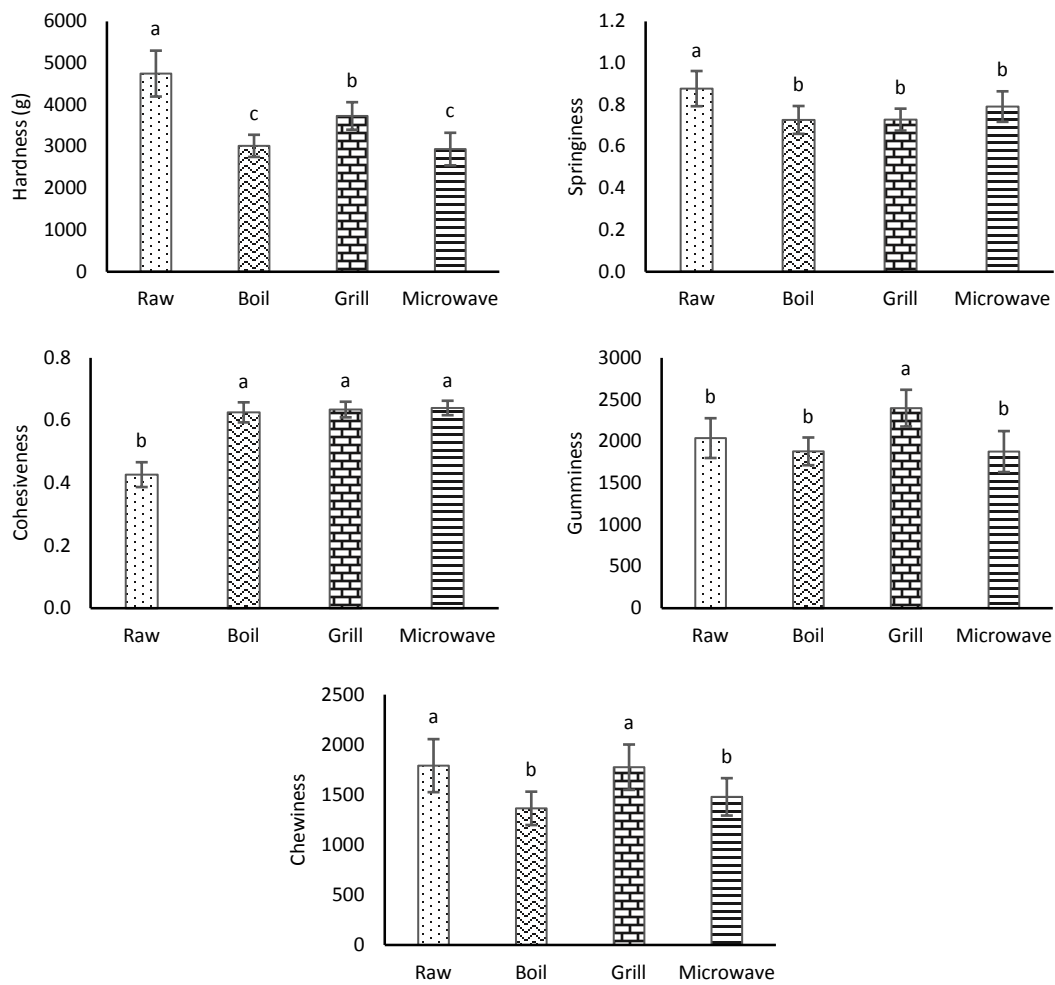 Hardness (g)
6000
5000
4000
3000
2000
1000
0
a
c
b
c
Raw Boil Grill Microwave
Springiness
1.2
1.0
0.8
0.6
0.4
0.2
0.0
a
b
b
b
Raw Boil Grill Microwave
Cohesiveness
0.8
0.6
0.4
0.2
0.0
b
a
a
a
Raw Boil Grill Microwave
Gumminess
3000
2500
2000
1500
1000
500
0
b
b
a
b
Raw Boil Grill Microwave
Chewiness
2500
2000
1500
1000
500
0
a
b
a
b
Raw Boil Grill Microwave